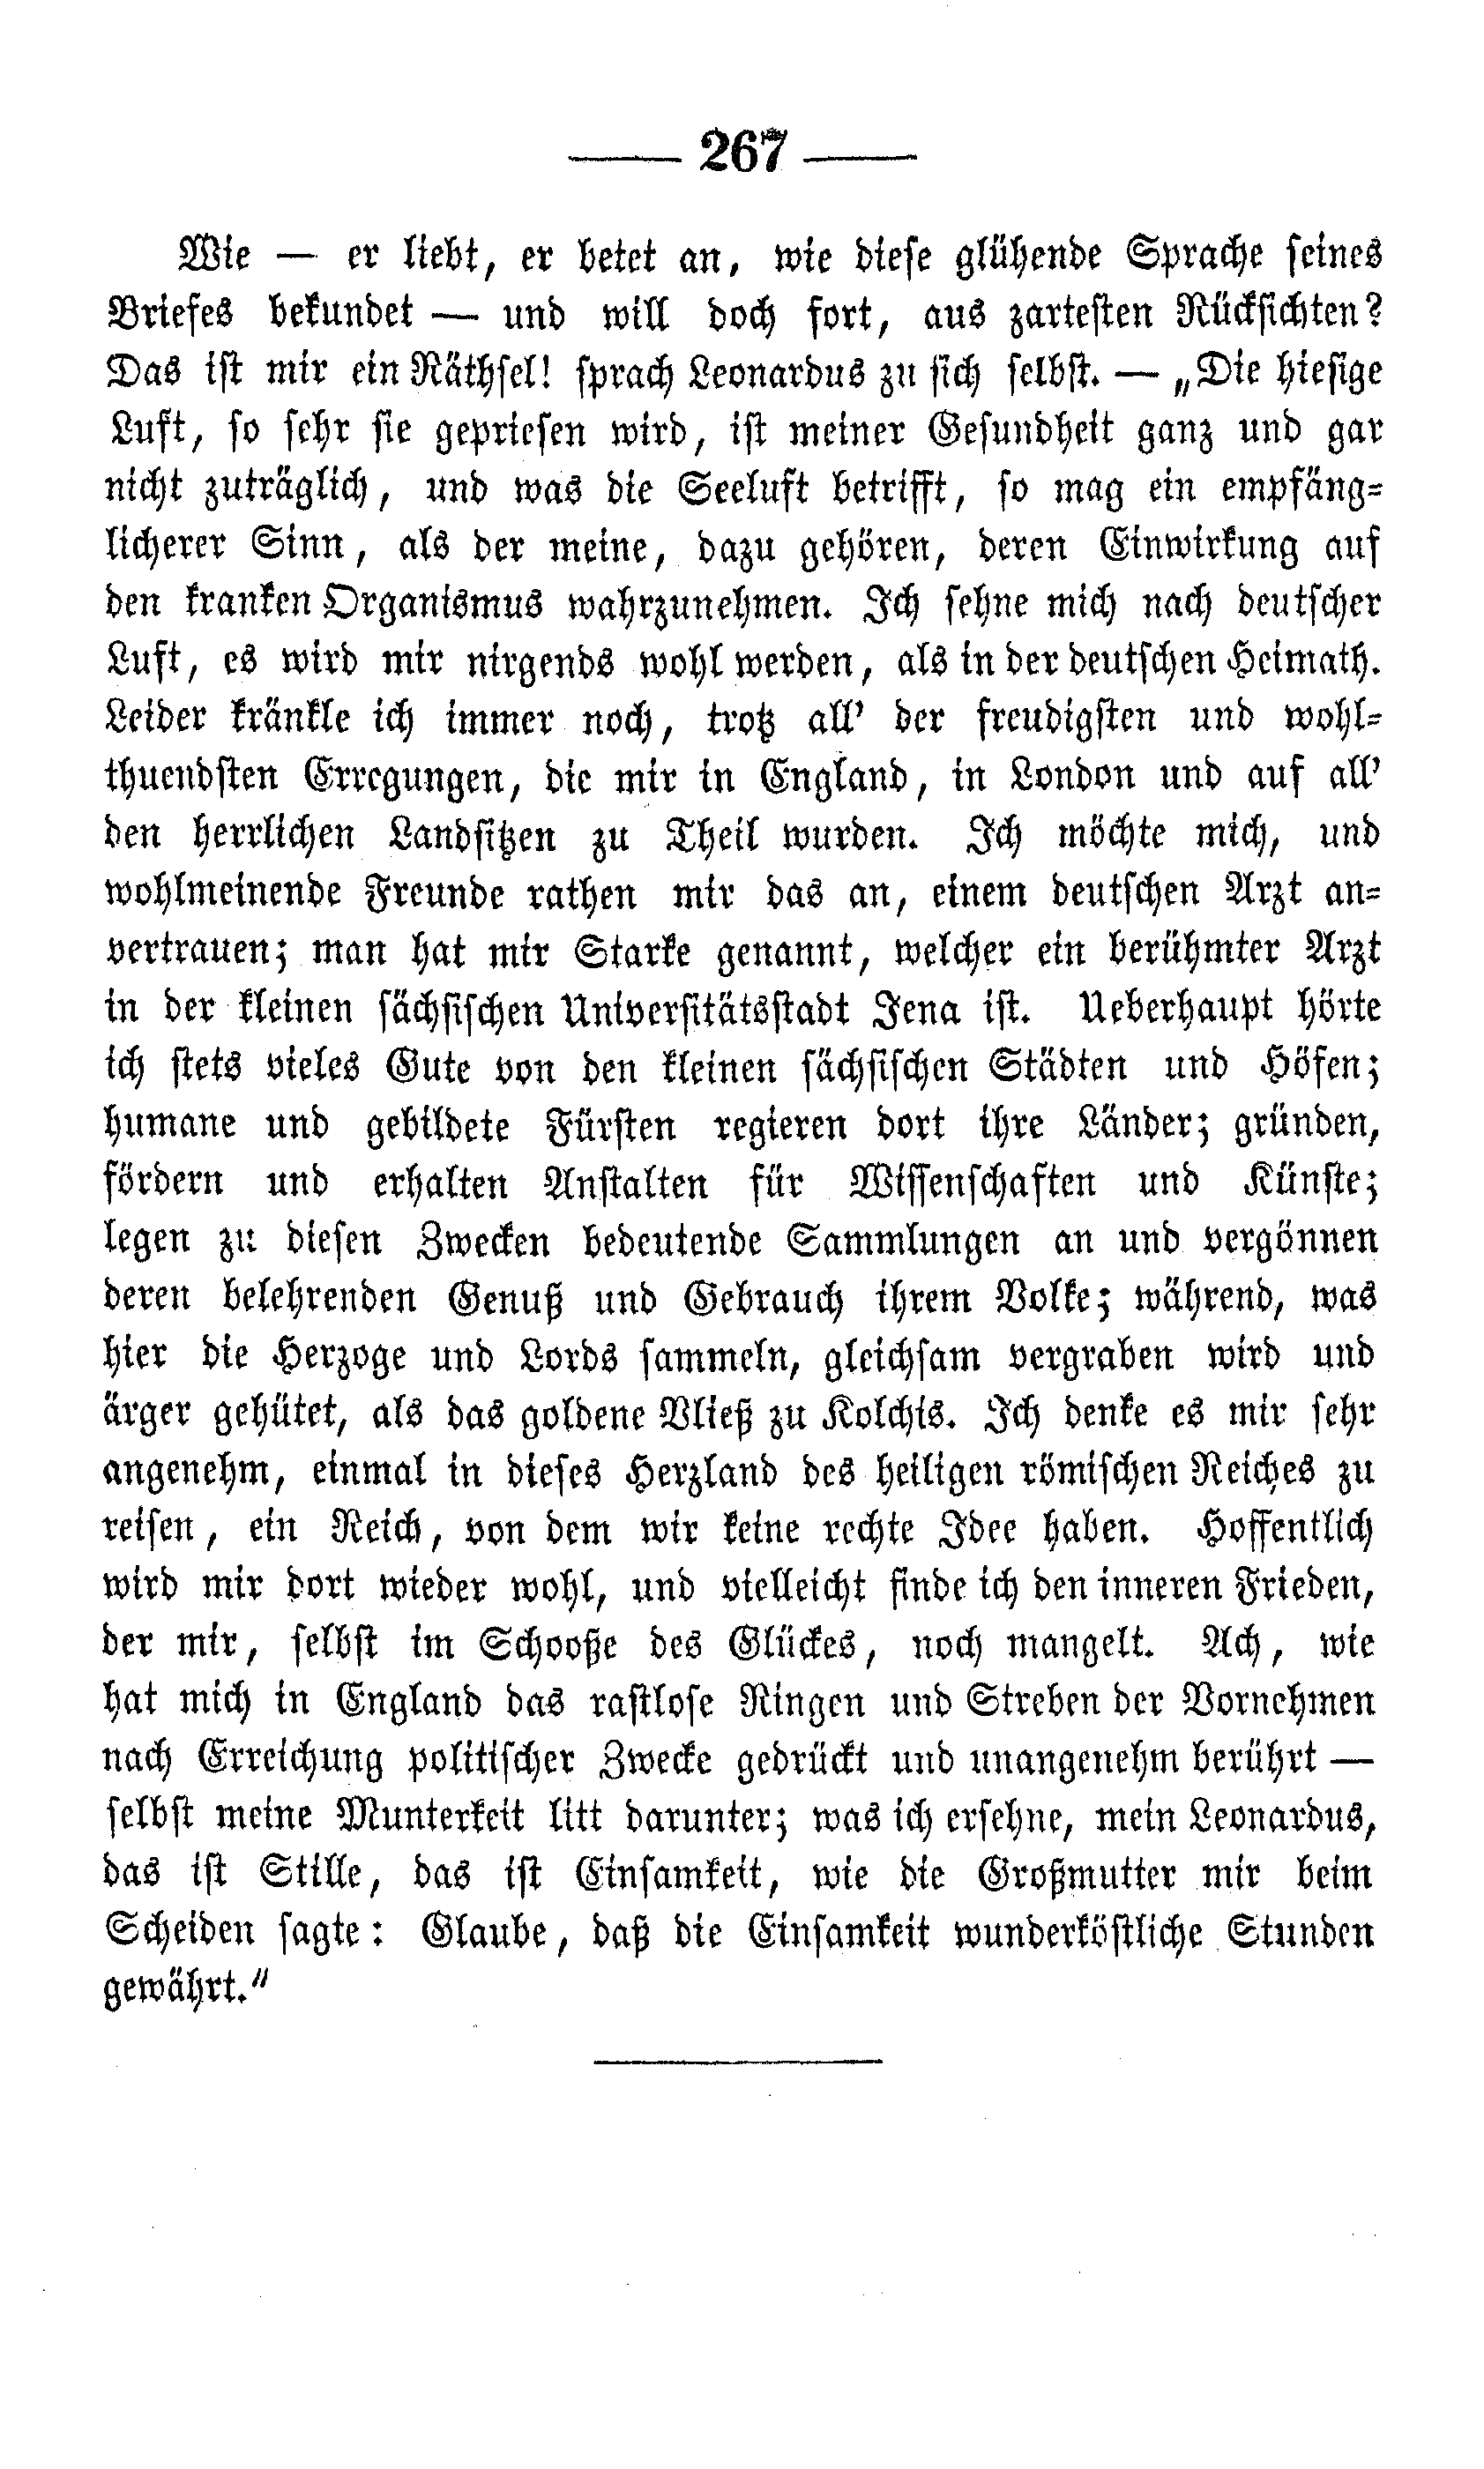 — 267 —
Wie — er liebt, er betet an, wie diese glühende Sprache seines
Briefes bekundet — und will doch fort, aus zartesten Rücksichten?
Das ist mir ein Räthsel! sprach Leonardus zu sich selbst. — „Die hiesige
Luft, so sehr sie gepriesen wird, ist meiner Gesundheit ganz und gar
nicht zuträglich, und was die Seeluft betrifft, so mag ein empfäng-
licherer Sinn, als der meine, dazu gehören, deren Einwirkung auf
den kranken Organismus wahrzunehmen. Ich sehne mich nach deutscher
Luft, es wird mir nirgends wohl werden, als in der deutschen Heimath.
Leider kränkle ich immer noch, trotz all' der freudigsten und wohl-
thuendsten Erregungen, die mir in England, in London und auf all'
den herrlichen Landsitzen zu Theil wurden. Ich möchte mich, und
wohlmeinende Freunde rathen mir das an, einem deutschen Arzt an-
vertrauen; man hat mir Starke genannt, welcher ein berühmter Arzt
in der kleinen sächsischen Universitätsstadt Jena ist. Ueberhaupt hörte
ich stets vieles Gute von den kleinen sächsischen Städten und Höfen;
humane und gebildete Fürsten regieren dort ihre Länder; gründen,
fördern und erhalten Anstalten für Wissenschaften und Künste;
legen zu diesen Zwecken bedeutende Sammlungen an und vergönnen
deren belehrenden Genuß und Gebrauch ihrem Volke; während, was
hier die Herzoge und Lords sammeln, gleichsam vergraben wird und
ärger gehütet, als das goldene Vließ zu Kolchis. Ich denke es mir sehr
angenehm, einmal in dieses Herzland des heiligen römischen Reiches zu
reisen, ein Reich, von dem wir keine rechte Idee haben. Hoffentlich
wird mir dort wieder wohl, und vielleicht finde ich den inneren Frieden,
der mir, selbst im Schooße des Glückes, noch mangelt. Ach, wie
hat mich in England das rastlose Ringen und Streben der Vornehmen
nach Erreichung politischer Zwecke gedrückt und unangenehm berührt —
selbst meine Munterkeit litt darunter; was ich ersehne, mein Leonardus,
das ist Stille, das ist Einsamkeit, wie die Großmutter mir beim
Scheiden sagte: Glaube, daß die Einsamkeit wunderköstliche Stunden
gewährt."